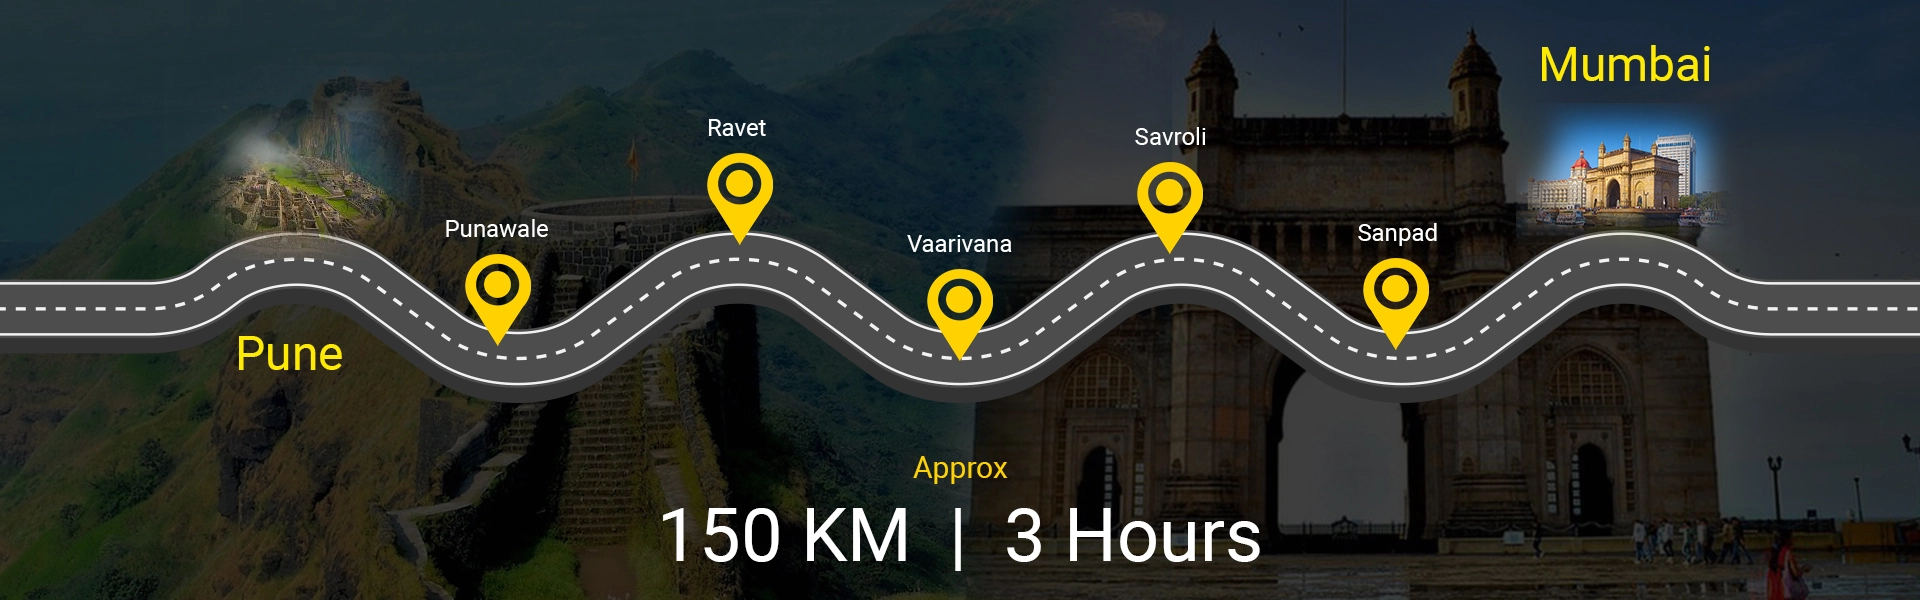 Mumbai
Ravet
Savroli
Punawale
Vaarivana
Sanpad
Pune
Approx
150 KM | 3 Hours